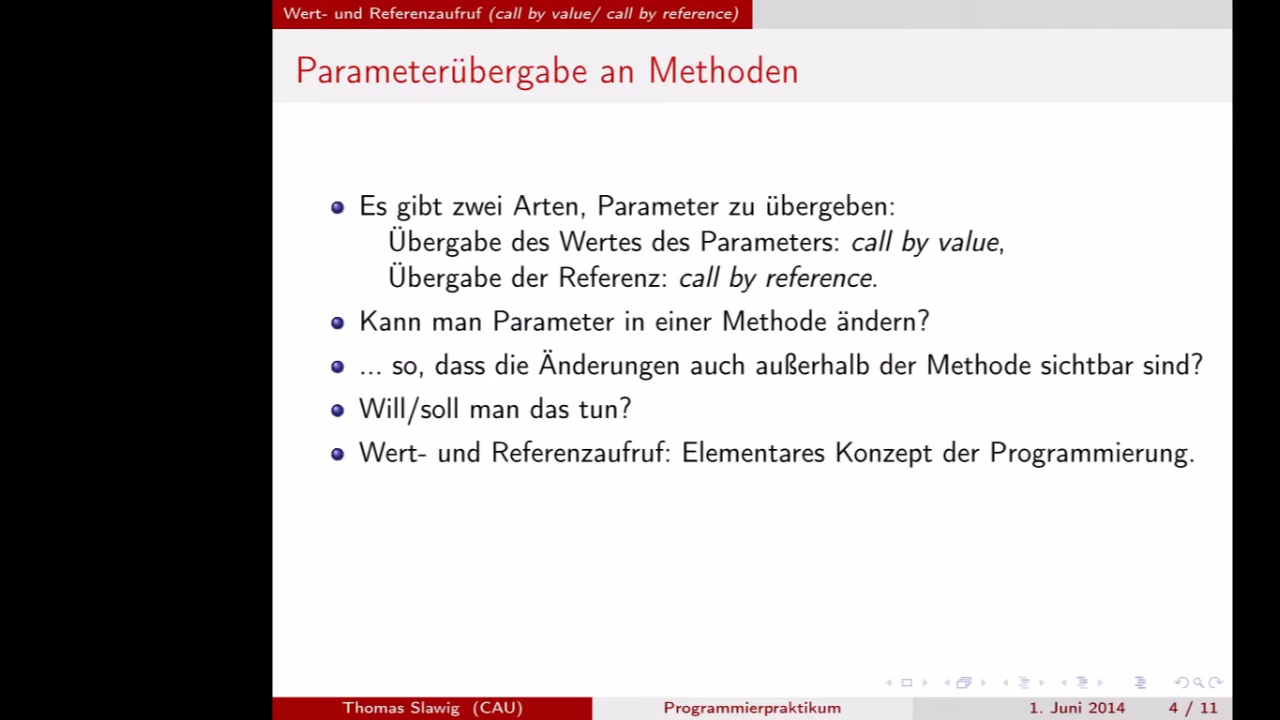 Wert- und Referenzaufruf (call by value/ call by reference)
Parameterübergabe an Methoden
Es gibt zwei Arten, Parameter zu übergeben:
Übergabe des Wertes des Parameters: call by value,
Übergabe der Referenz: call by reference.
Kann man Parameter in einer Methode ändern?
... so, dass die Änderungen auch außerhalb der Methode sichtbar sind?
Will/soll man das tun?
Wert- und Referenzaufruf: Elementares Konzept der Programmierung.
Thomas Slawig (CAU) Programmierpraktikum 1. Juni 2014 4 / 11